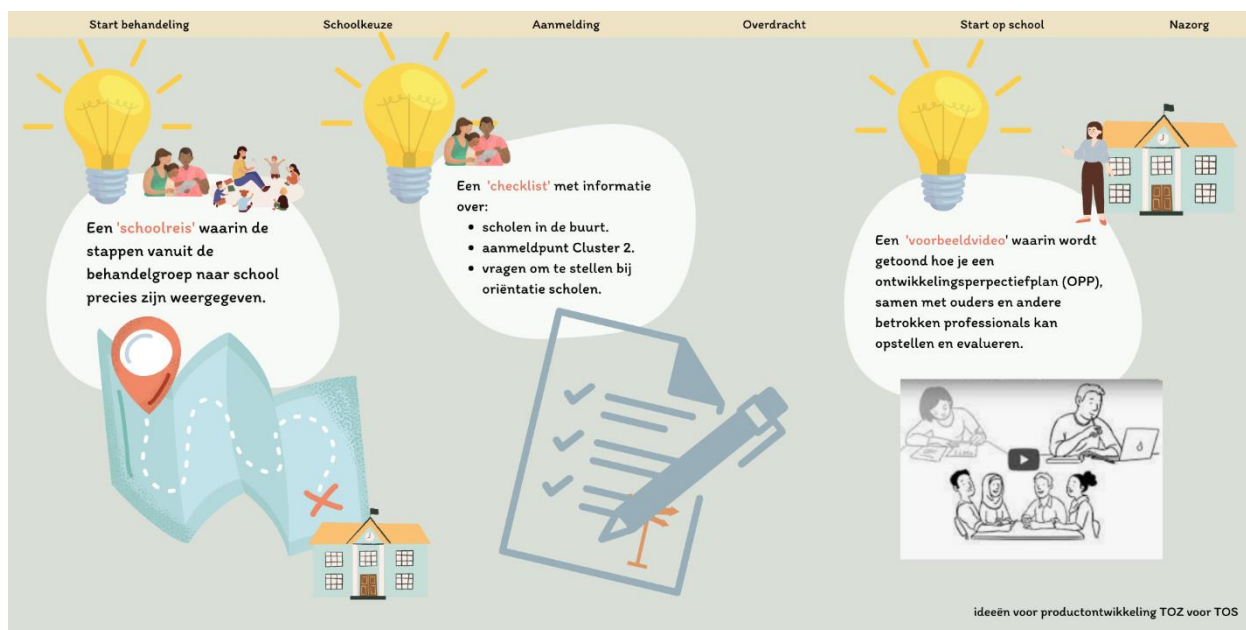 Start behandeling
Schoolkeuze
Aanmelding
Overdracht
Start op school
Nazorg
Een 'schoolreis' waarin de
stappen vanuit de
behandelgroep naar school
precies zijn weergegeven.
Een 'checklist' met informatie
over:
scholen in de buurt.
aanmeldpunt Cluster 2.
vragen om te stellen bij
oriëntatie scholen.
Een 'voorbeeldvideo' waarin wordt
getoond hoe je een
ontwikkelingsperpectiefplan (OPP),
samen met ouders en andere
betrokken professionals kan
opstellen en evalueren.
ideeën voor productontwikkeling TOZ voor TOS